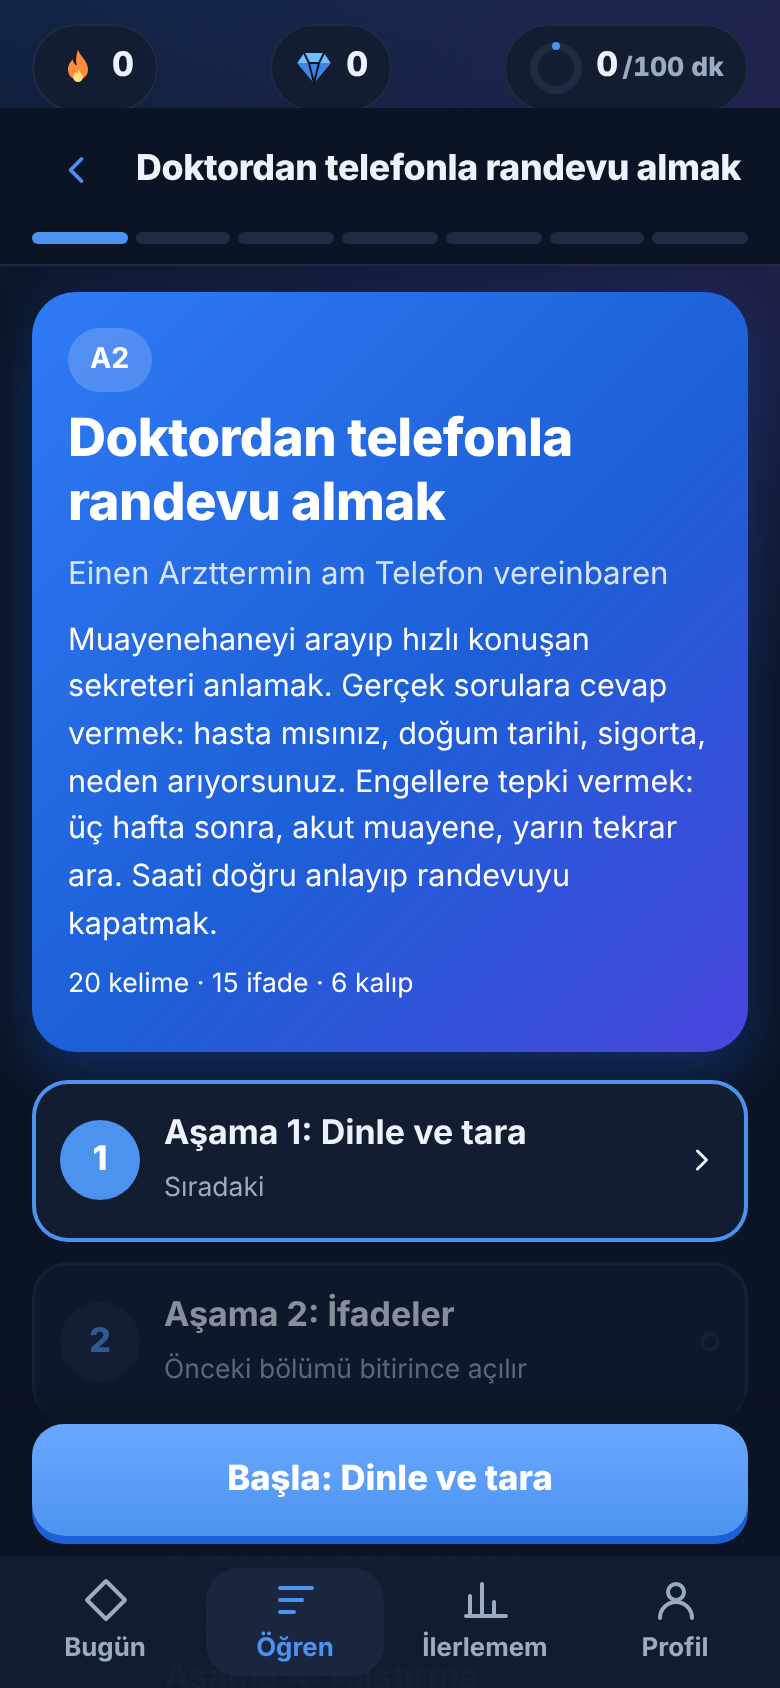 0
0
0/100 dk
Doktordan telefonla randevu almak
A2
Doktordan telefonla
randevu almak
Einen Arzttermin am Telefon vereinbaren
Muayenehaneyi arayıp hızlı konuşan
sekreteri anlamak. Gerçek sorulara cevap
vermek: hasta mısınız, doğum tarihi, sigorta,
neden arıyorsunuz. Engellere tepki vermek:
üç hafta sonra, akut muayene, yarın tekrar
ara. Saati doğru anlayıp randevuyu
kapatmak.
20 kelime · 15 ifade · 6 kalıp
1
Aşama 1: Dinle ve tara
Sıradaki
2
Aşama 2: İfadeler
Önceki bölümü bitirince açılır
Başla: Dinle ve tara
Bugün
Öğren
İlerlemem
Profil